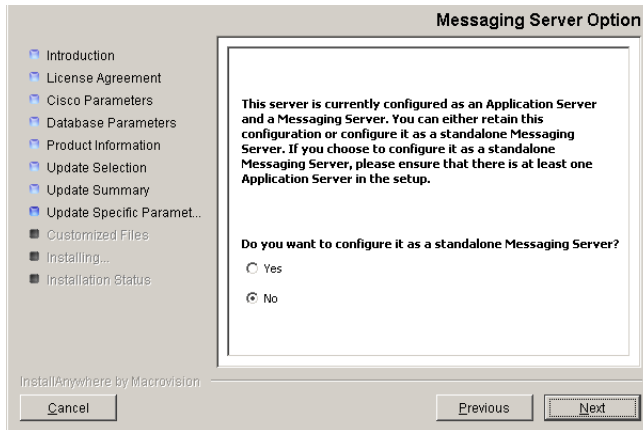 Messaging Server Option
Introduction
License Agreement
Cisco Parameters
Database Parameters
Product Information
Update Selection
Update Summary
Update Specific Paramet...
Customized Files
Installing...
Installation Status
This server is currently configured as an Application Server
and a Messaging Server. You can either retain this
configuration or configure it as a standalone Messaging
Server. If you choose to configure it as a standalone
Messaging Server, please ensure that there is at least one
Application Server in the setup.
Do you want to configure it as a standalone Messaging Server?
Yes
No
InstallAnywhere by Macrovision
Cancel
Previous
Next